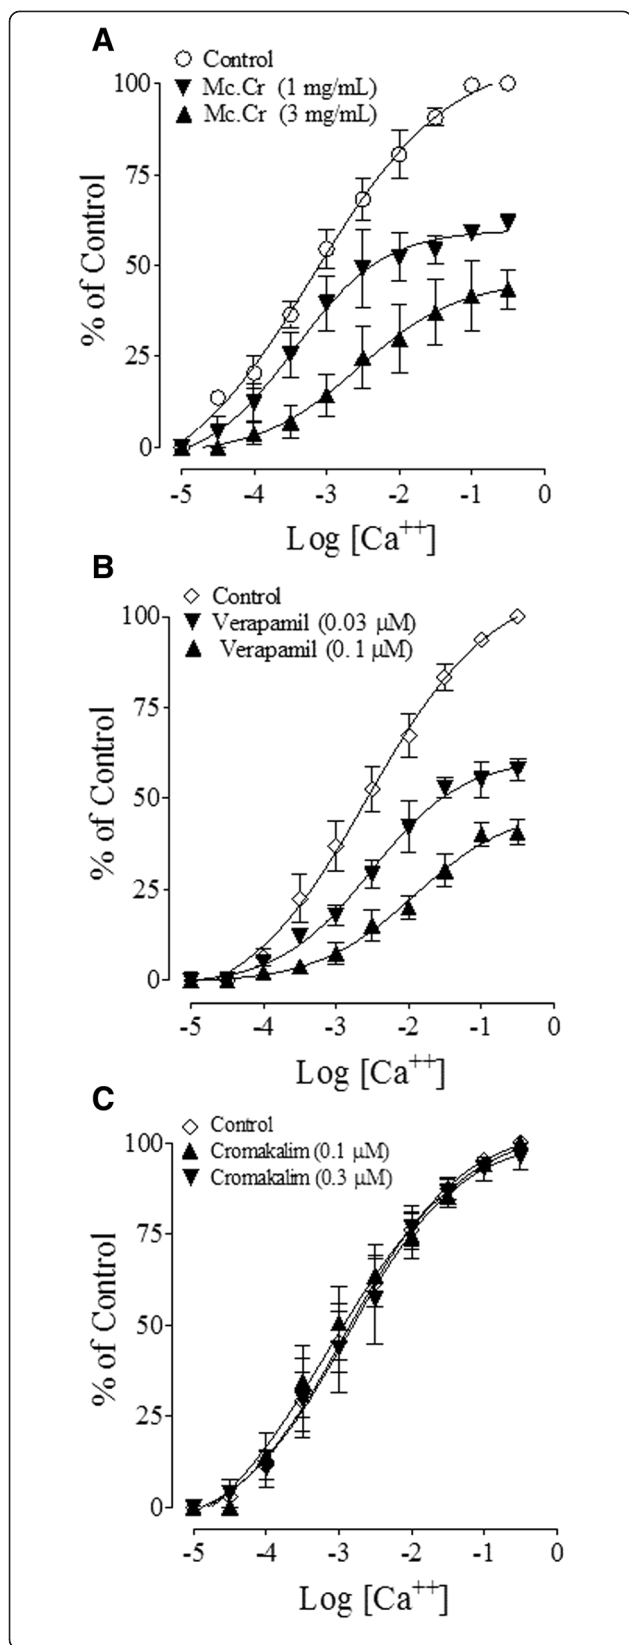 A
Control
Mc.Cr (1 mg/mL)
Mc.Cr (3 mg/mL)
100
75
50
25
0
% of Control
-5 -4 -3 -2 -1 0
Log [Ca⁺⁺]
B
Control
Verapamil (0.03 µM)
Verapamil (0.1 µM)
100
75
50
25
0
% of Control
-5 -4 -3 -2 -1 0
Log [Ca⁺⁺]
C
Control
Cromakalim (0.1 µM)
Cromakalim (0.3 µM)
100
75
50
25
0
% of Control
-5 -4 -3 -2 -1 0
Log [Ca⁺⁺]